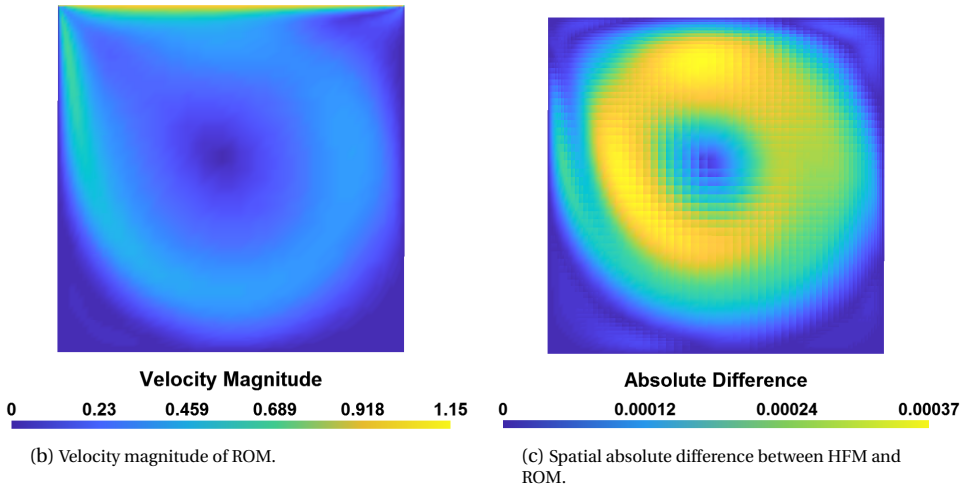 Velocity Magnitude
0 0.23 0.459 0.689 0.918 1.15
(b) Velocity magnitude of ROM.
Absolute Difference
0 0.00012 0.00024 0.00037
(c) Spatial absolute difference between HFM and
ROM.